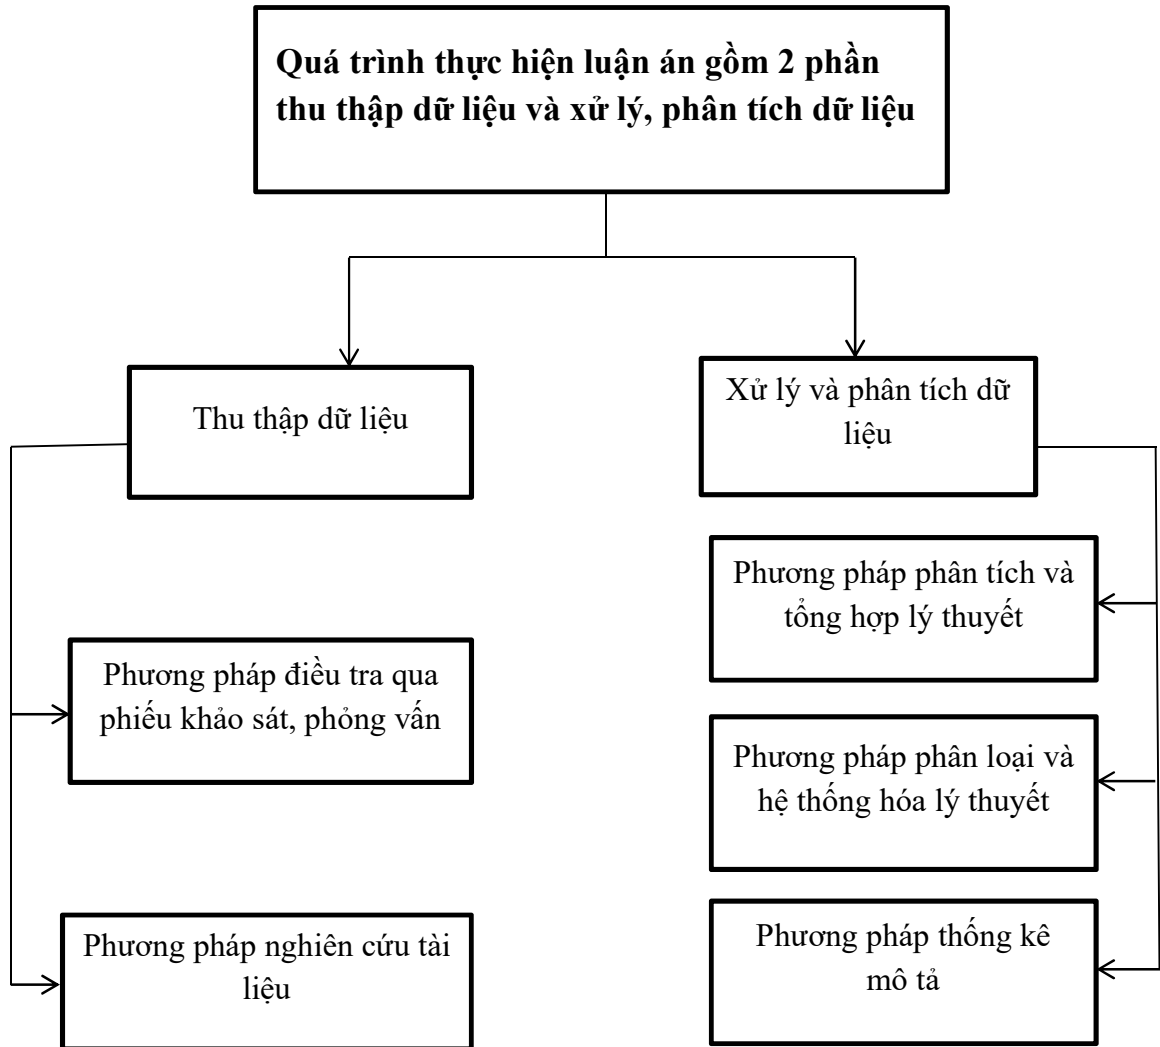 Quá trình thực hiện luận án gồm 2 phần
thu thập dữ liệu và xử lý, phân tích dữ liệu
Thu thập dữ liệu
Xử lý và phân tích dữ
liệu
Phương pháp điều tra qua
phiếu khảo sát, phỏng vấn
Phương pháp nghiên cứu tài
liệu
Phương pháp phân tích và
tổng hợp lý thuyết
Phương pháp phân loại và
hệ thống hóa lý thuyết
Phương pháp thống kê
mô tả